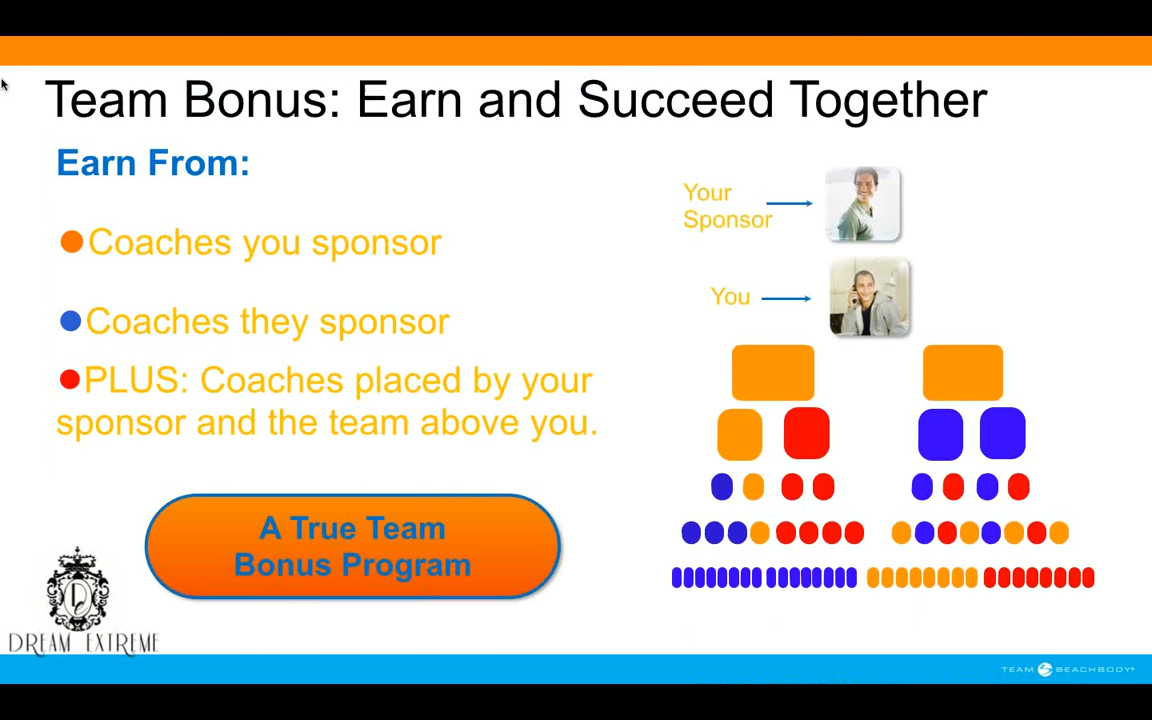 Team Bonus: Earn and Succeed Together
Earn From:
Coaches you sponsor
Coaches they sponsor
PLUS: Coaches placed by your
sponsor and the team above you.
A True Team
Bonus Program
Your
Sponsor
You
DREAM EXTREME
TEAM BEACHBODY